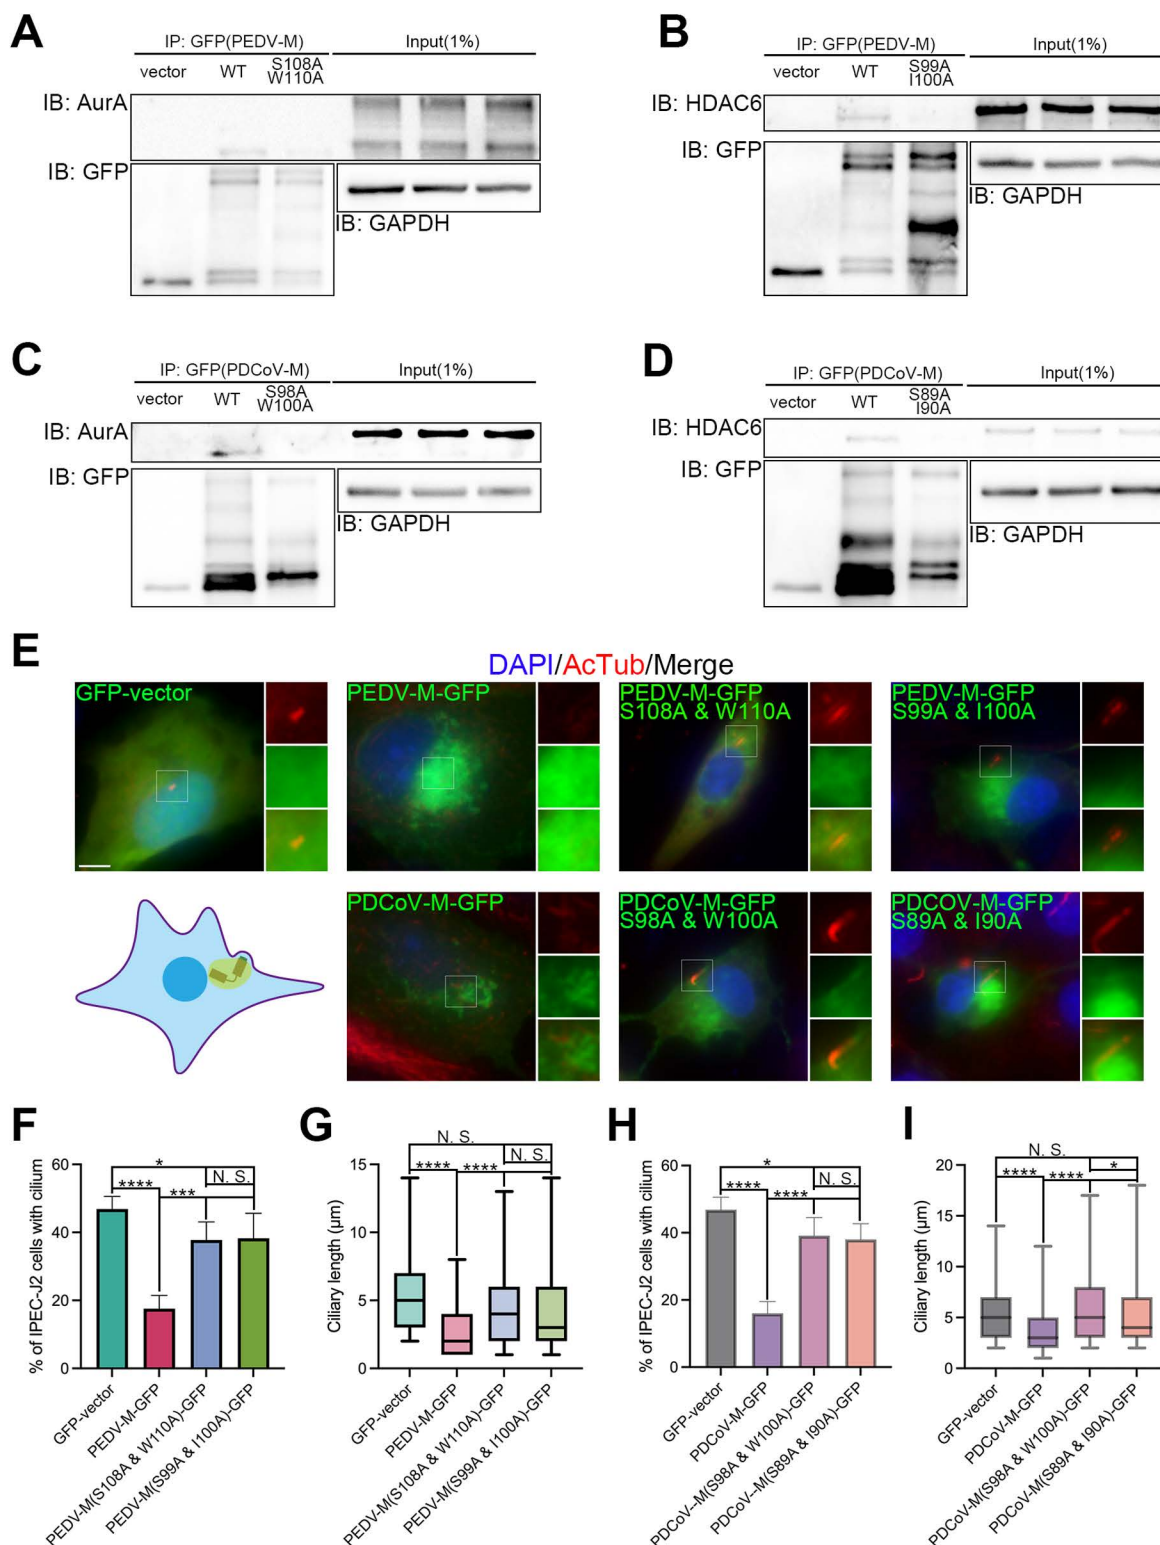 A
IP: GFP(PEDV-M)
Input(1%)
vector
WT
S108A
W110A
IB: AurA
IB: GFP
IB: GAPDH
B
IP: GFP(PEDV-M)
Input(1%)
vector
WT
S99A
I100A
IB: HDAC6
IB: GFP
IB: GAPDH
C
IP: GFP(PDCoV-M)
Input(1%)
vector
WT
S98A
W100A
IB: AurA
IB: GFP
IB: GAPDH
D
IP: GFP(PDCoV-M)
Input(1%)
vector
WT
S89A
I90A
IB: HDAC6
IB: GFP
IB: GAPDH
E
DAPI/AcTub/Merge
GFP-vector
PEDV-M-GFP
PEDV-M-GFP
S108A & W110A
PEDV-M-GFP
S99A & I100A
PDCoV-M-GFP
PDCoV-M-GFP
S98A & W100A
PDCOV-M-GFP
S89A & I90A
F
% of IPEC-J2 cells with cilium
60
40
20
0
*
N. S.
****
***
GFP-vector
PEDV-M-GFP
PEDV-M(S108A & W110A)-GFP
PEDV-M(S99A & I100A)-GFP
G
Ciliary length (μm)
15
10
5
0
N. S.
N. S.
****
****
GFP-vector
PEDV-M-GFP
PEDV-M(S108A & W110A)-GFP
PEDV-M(S99A & I100A)-GFP
H
% of IPEC-J2 cells with cilium
60
40
20
0
*
N. S.
****
****
GFP-vector
PDCoV-M-GFP
PDCoV--M(S98A & W100A)-GFP
PDCoV--M(S89A & I90A)-GFP
I
Ciliary length (μm)
20
15
10
5
0
N. S.
*
****
****
GFP-vector
PDCoV-M-GFP
PDCoV-M(S98A & W100A)-GFP
PDCoV-M(S89A & I90A)-GFP